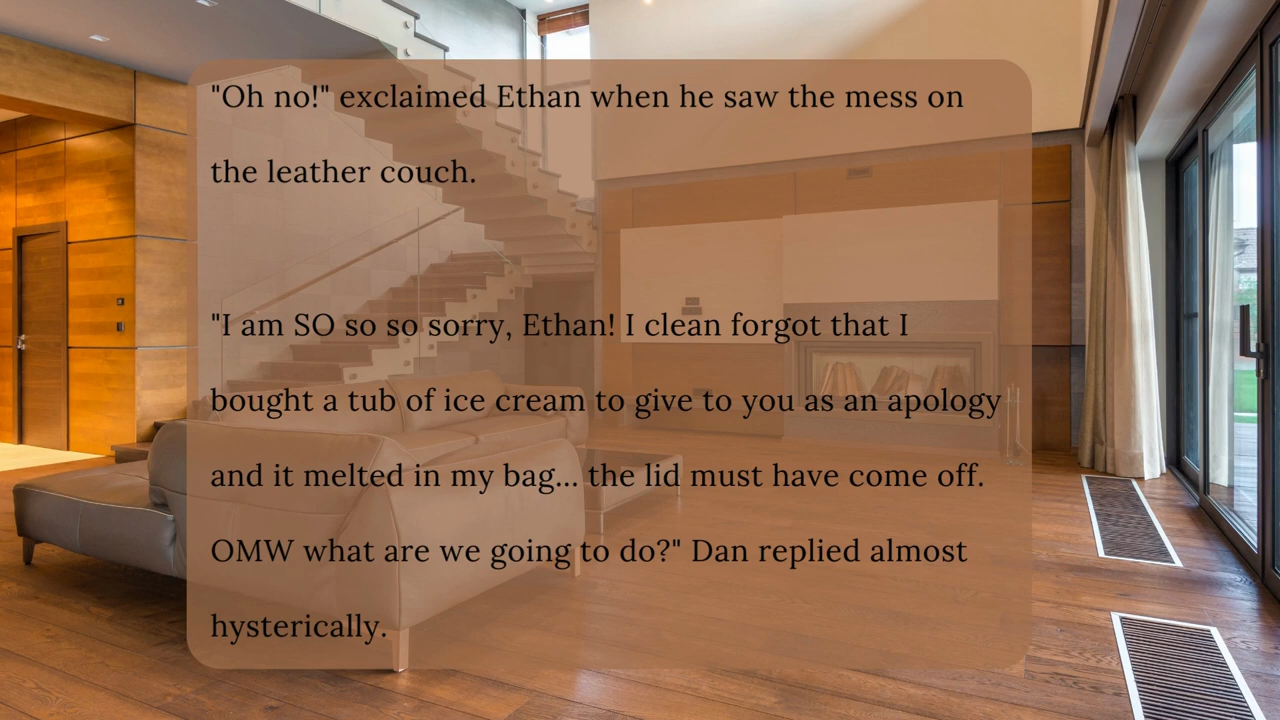 "Oh no!" exclaimed Ethan when he saw the mess on
the leather couch.
"I am SO so so sorry, Ethan! I clean forgot that I
bought a tub of ice cream to give to you as an apology
and it melted in my bag... the lid must have come off.
OMW what are we going to do?" Dan replied almost
hysterically.